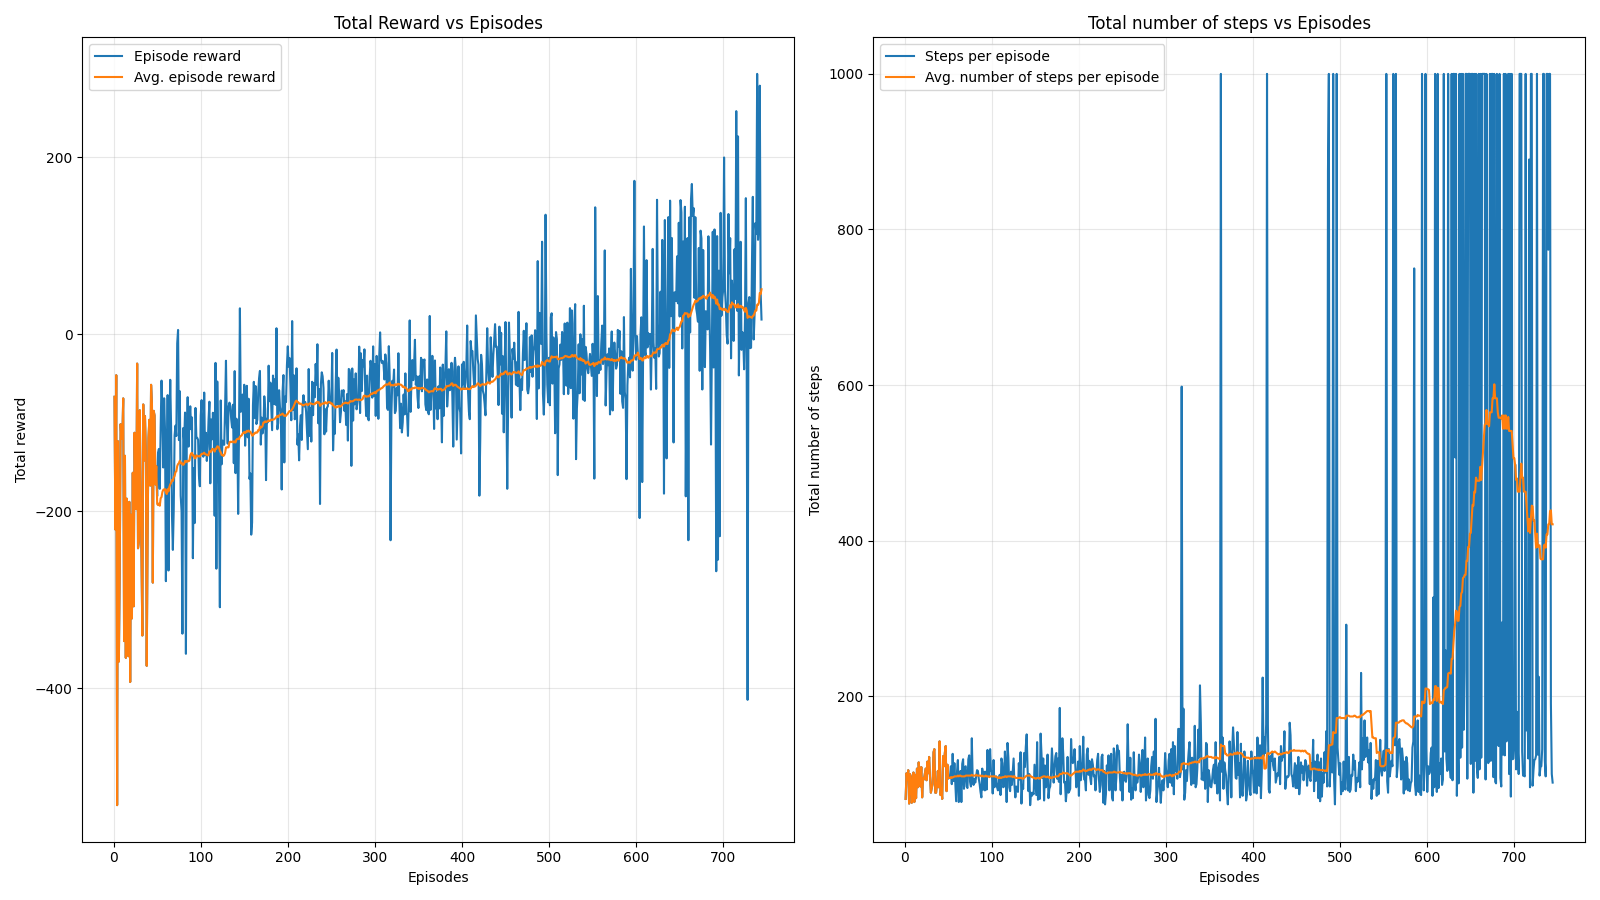 Total Reward vs Episodes
Episode reward
Avg. episode reward
200
0
−200
−400
Total reward
0 100 200 300 400 500 600 700
Episodes
Total number of steps vs Episodes
Steps per episode
Avg. number of steps per episode
1000
800
600
400
200
Total number of steps
0 100 200 300 400 500 600 700
Episodes